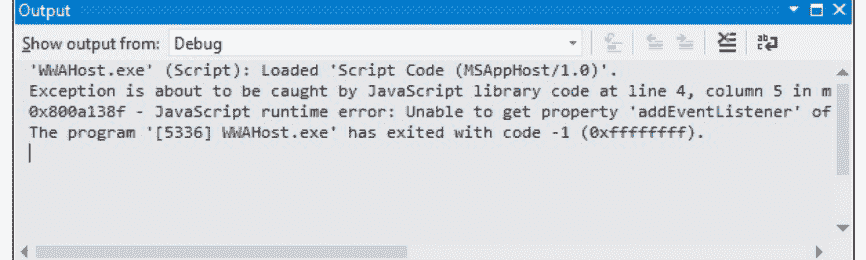 Output
Show output from: Debug
'WWAHost.exe' (Script): Loaded 'Script Code (MSAppHost/1.0)'.
Exception is about to be caught by JavaScript library code at line 4, column 5 in m
0x800a138f - JavaScript runtime error: Unable to get property 'addEventListener' of
The program '[5336] WWAHost.exe' has exited with code -1 (0xffffffff).